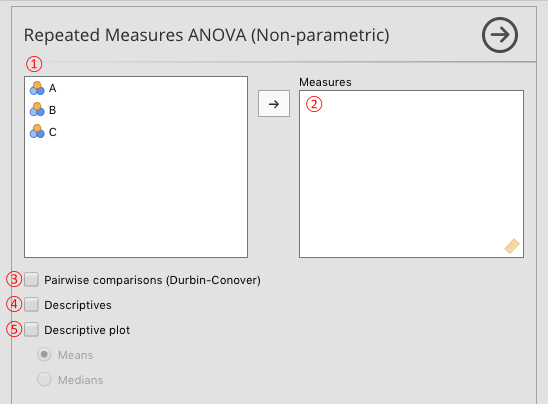 Repeated Measures ANOVA (Non-parametric)
①
Measures
A
②
B
C
③ Pairwise comparisons (Durbin-Conover)
④ Descriptives
⑤ Descriptive plot
Means
Medians